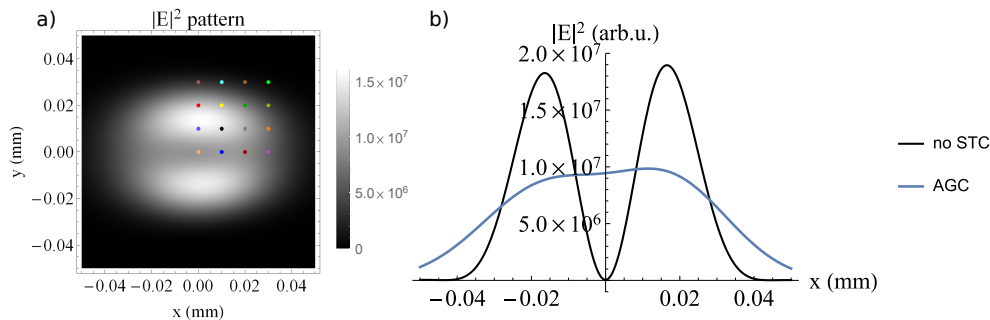 a)
|E|² pattern
0.04
0.02
0.00
−0.02
−0.04
y (mm)
−0.04 −0.02 0.00 0.02 0.04
x (mm)
1.5×10⁷
1.0×10⁷
5.0×10⁶
0
b)
|E|² (arb.u.)
2.0×10⁷
1.5×10⁷
1.0×10⁷
5.0×10⁶
−0.04 −0.02 0.02 0.04
x (mm)
no STC
AGC